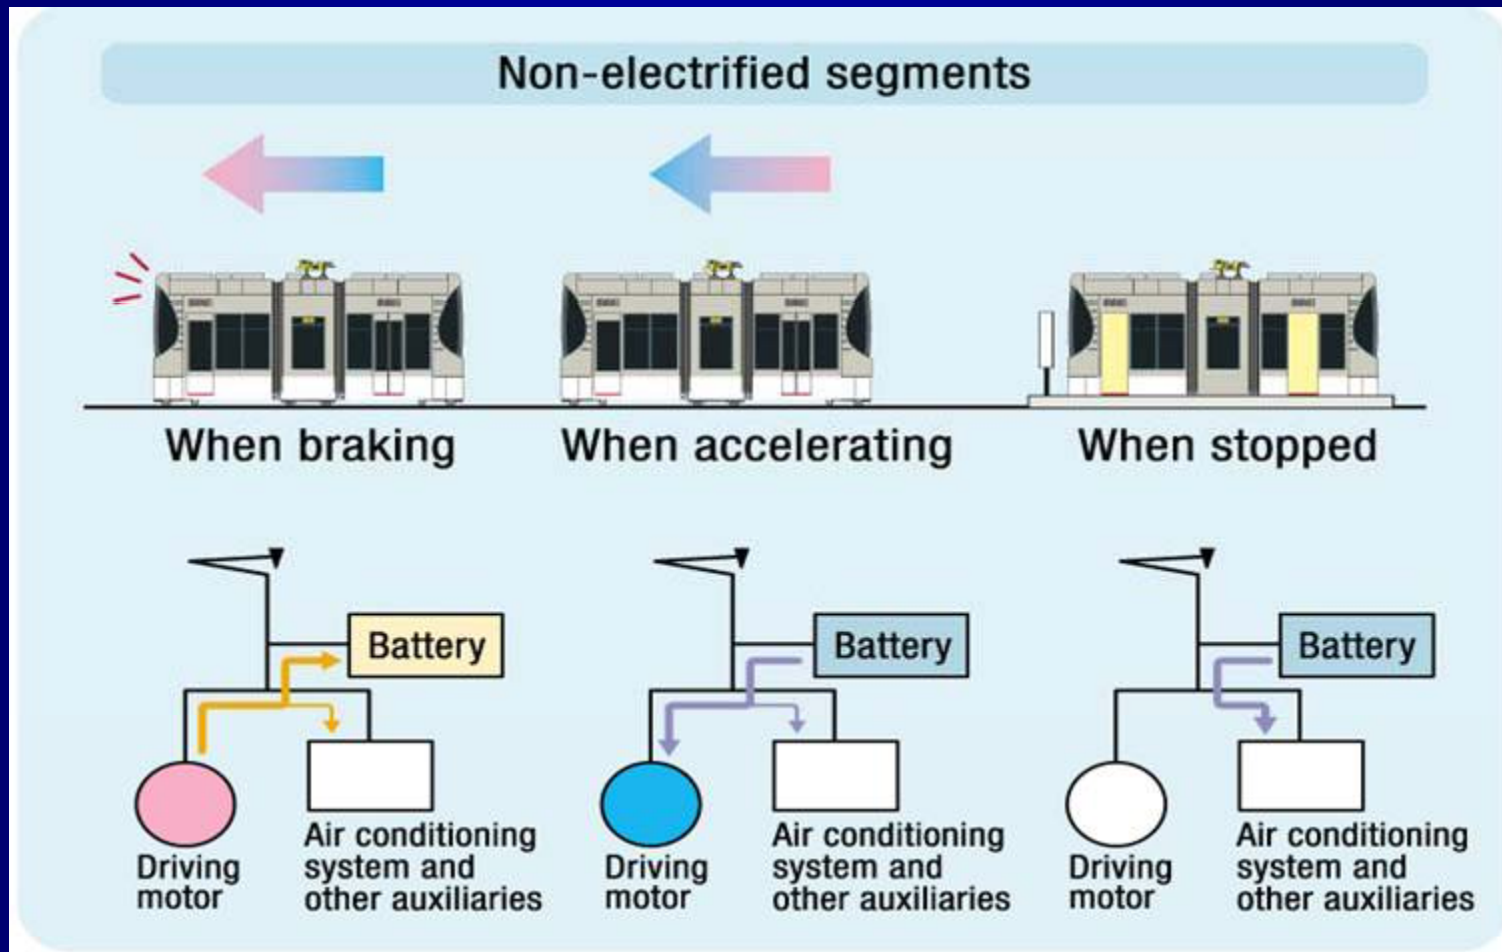 Non-electrified segments
When braking
When accelerating
When stopped
Battery
Driving
motor
Air conditioning
system and
other auxiliaries
Battery
Driving
motor
Air conditioning
system and
other auxiliaries
Battery
Driving
motor
Air conditioning
system and
other auxiliaries